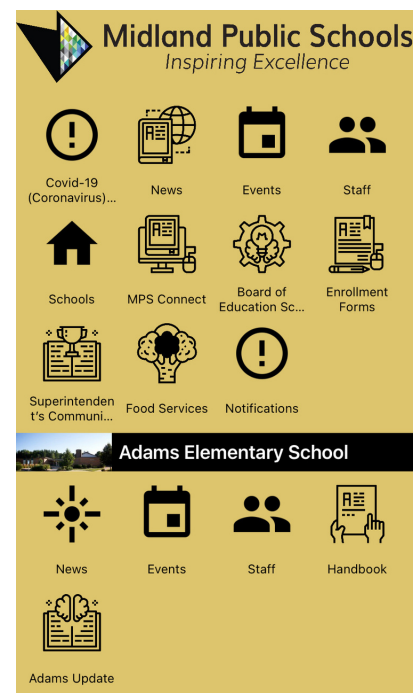 Midland Public Schools
Inspiring Excellence
Covid-19
(Coronavirus)...
News
Events
Staff
Schools
MPS Connect
Board of
Education Sc...
Enrollment
Forms
Superintenden
t's Communi...
Food Services
Notifications
Adams Elementary School
News
Events
Staff
Handbook
Adams Update